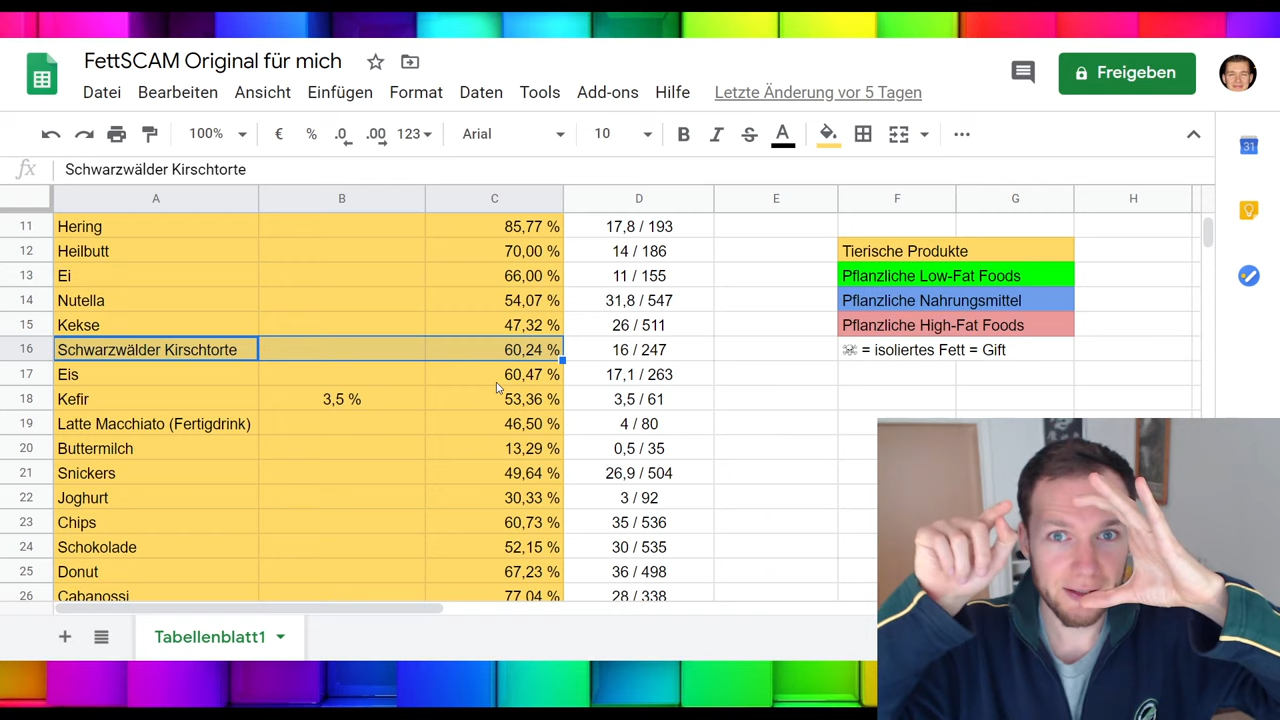 FettSCAM Original für mich
Datei Bearbeiten Ansicht Einfügen Format Daten Tools Add-ons Hilfe Letzte Änderung vor 5 Tagen
Freigeben
100% € % .0 .00 123 Arial 10 B I S A
fx Schwarzwälder Kirschtorte
A B C D E F G H
11 Hering 85,77 % 17,8 / 193
12 Heilbutt 70,00 % 14 / 186 Tierische Produkte
13 Ei 66,00 % 11 / 155 Pflanzliche Low-Fat Foods
14 Nutella 54,07 % 31,8 / 547 Pflanzliche Nahrungsmittel
15 Kekse 47,32 % 26 / 511 Pflanzliche High-Fat Foods
16 Schwarzwälder Kirschtorte 60,24 % 16 / 247 ☠ = isoliertes Fett = Gift
17 Eis 60,47 % 17,1 / 263
18 Kefir 3,5 % 53,36 % 3,5 / 61
19 Latte Macchiato (Fertigdrink) 46,50 % 4 / 80
20 Buttermilch 13,29 % 0,5 / 35
21 Snickers 49,64 % 26,9 / 504
22 Joghurt 30,33 % 3 / 92
23 Chips 60,73 % 35 / 536
24 Schokolade 52,15 % 30 / 535
25 Donut 67,23 % 36 / 498
26 Cabanossi 77,04 % 28 / 338
Tabellenblatt1
31